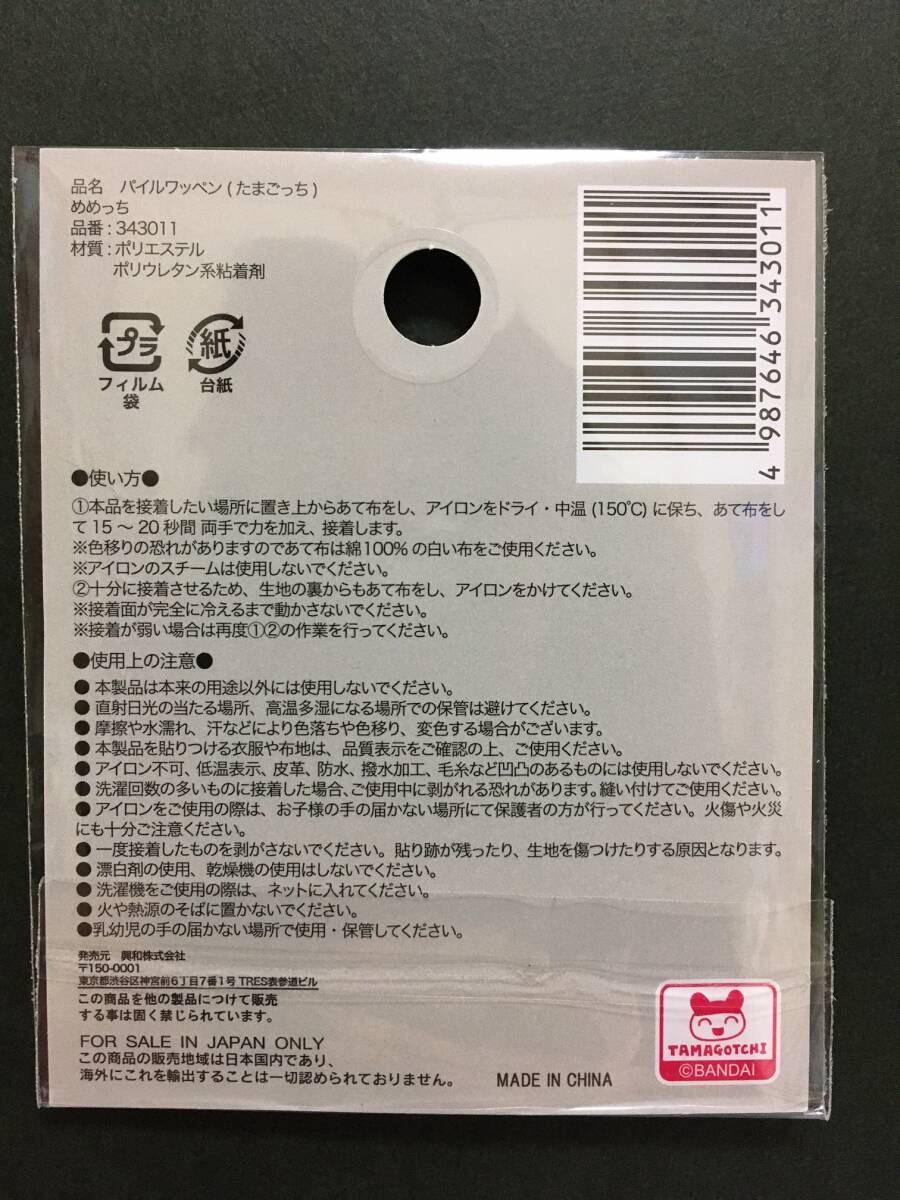 品名　パイルワッペン(たまごっち)
めめっち
品番:343011
材質:ポリエステル
ポリウレタン系粘着剤
プラ
フィルム
袋
紙
台紙
4 987646 343011
●使い方●
①本品を接着したい場所に置き上からあて布をし、アイロンをドライ・中温(150℃)に保ち、あて布をし
て15～20秒間 両手で力を加え、接着します。
※色移りの恐れがありますのであて布は綿100%の白い布をご使用ください。
※アイロンのスチームは使用しないでください。
②十分に接着させるため、生地の裏からもあて布をし、アイロンをかけてください。
※接着面が完全に冷えるまで動かさないでください。
※接着が弱い場合は再度①②の作業を行ってください。
●使用上の注意●
● 本製品は本来の用途以外には使用しないでください。
● 直射日光の当たる場所、高温多湿になる場所での保管は避けてください。
● 摩擦や水濡れ、汗などにより色落ちや色移り、変色する場合がございます。
● 本製品を貼りつける衣服や布地は、品質表示をご確認の上、ご使用ください。
● アイロン不可、低温表示、皮革、防水、撥水加工、毛糸など凹凸のあるものには使用しないでください。
● 洗濯回数の多いものに接着した場合、ご使用中に剥がれる恐れがあります。縫い付けてご使用ください。
● アイロンをご使用の際は、お子様の手の届かない場所にて保護者の方が行ってください。火傷や火災
にも十分ご注意ください。
● 一度接着したものを剥がさないでください。貼り跡が残ったり、生地を傷つけたりする原因となります。
● 漂白剤の使用、乾燥機の使用はしないでください。
● 洗濯機をご使用の際は、ネットに入れてください。
● 火や熱源のそばに置かないでください。
●乳幼児の手の届かない場所で使用・保管してください。
発売元　興和株式会社
〒150-0001
東京都渋谷区神宮前6丁目7番1号 TRES表参道ビル
この商品を他の製品につけて販売
する事は固く禁じられています。
FOR SALE IN JAPAN ONLY
この商品の販売地域は日本国内であり、
海外にこれを輸出することは一切認められておりません。
MADE IN CHINA
TAMAGOTCHI
©BANDAI